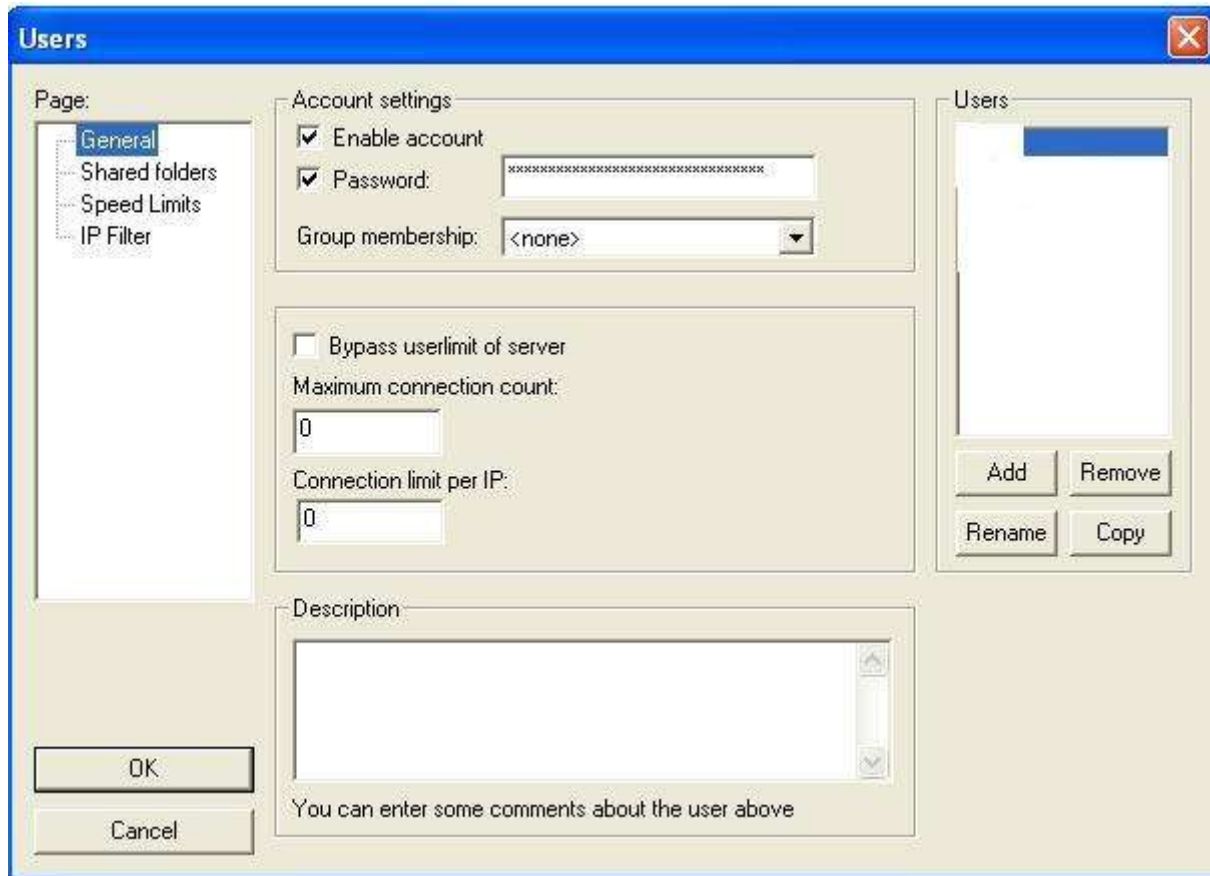 Users
Page:
General
Shared folders
Speed Limits
IP Filter
OK
Cancel
Account settings
Enable account
Password:
********************************
Group membership:
<none>
Bypass userlimit of server
Maximum connection count:
0
Connection limit per IP:
0
Description
You can enter some comments about the user above
Users
Add
Remove
Rename
Copy